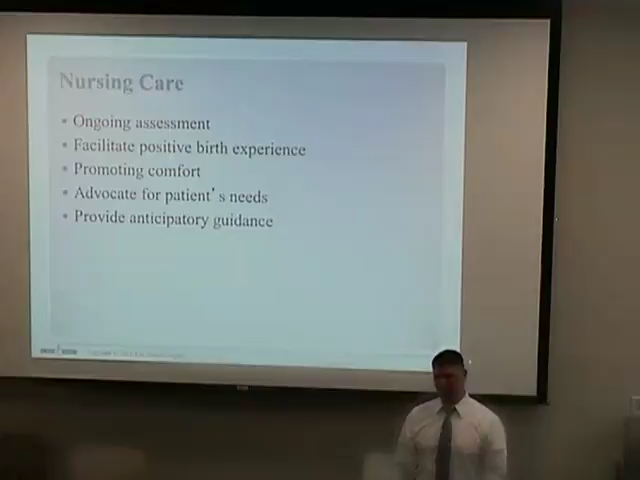 Nursing Care
Ongoing assessment
Facilitate positive birth experience
Promoting comfort
Advocate for patient's needs
Provide anticipatory guidance